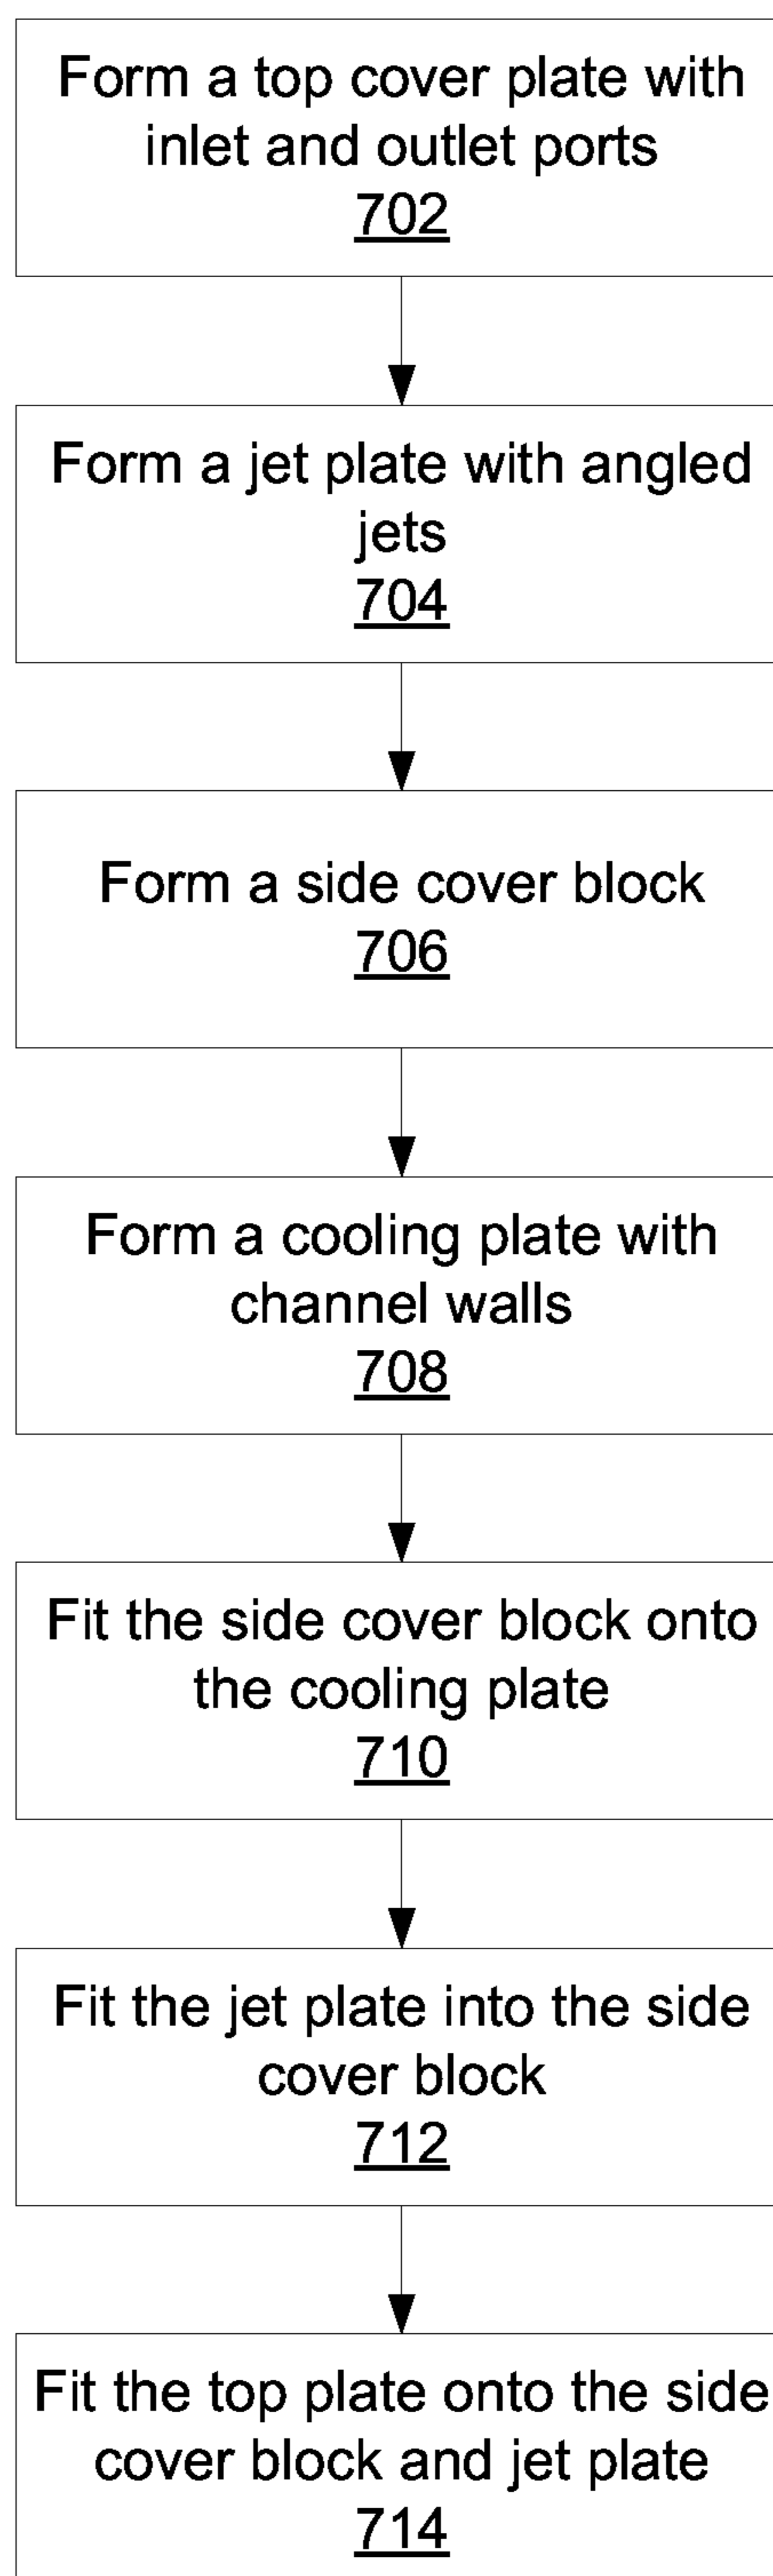 Form a top cover plate with
inlet and outlet ports
702
Form a jet plate with angled
jets
704
Form a side cover block
706
Form a cooling plate with
channel walls
708
Fit the side cover block onto
the cooling plate
710
Fit the jet plate into the side
cover block
712
Fit the top plate onto the side
cover block and jet plate
714